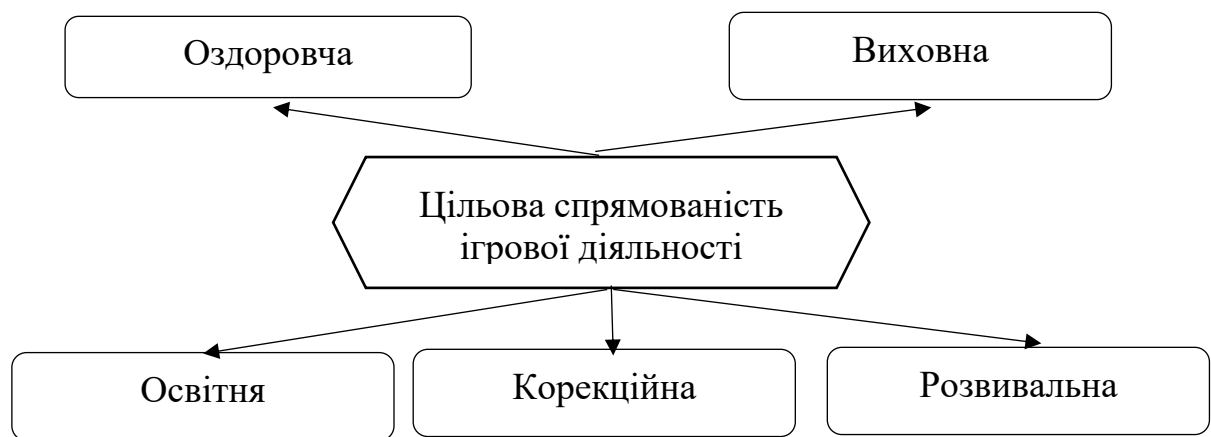 Оздоровча
Виховна
Цільова спрямованість
ігрової діяльності
Освітня
Корекційна
Розвивальна